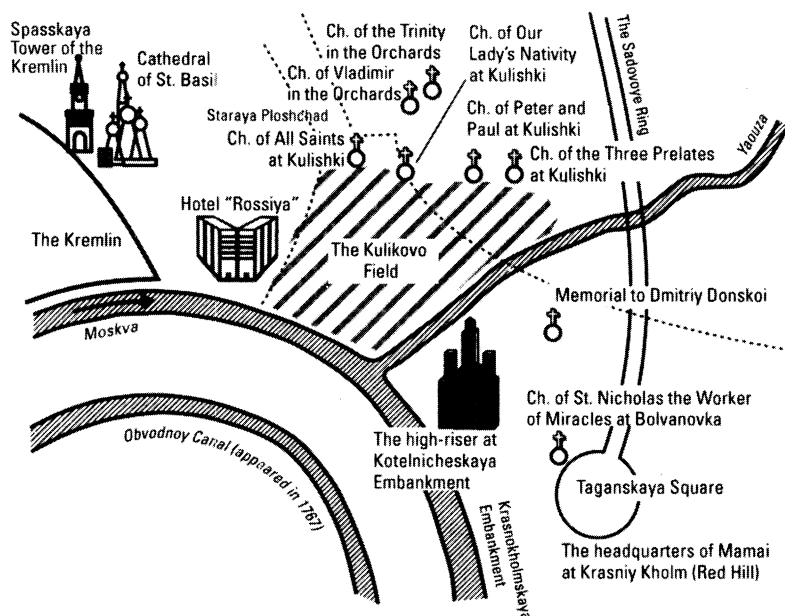 Spasskaya
Tower of the
Kremlin
Cathedral
of St. Basil
Ch. of the Trinity
in the Orchards
Ch. of Vladimir
in the Orchards
Ch. of Our
Lady's Nativity
at Kulishki
The Sadovoye Ring
Yaouza
Staraya Ploshchad
Ch. of All Saints
at Kulishki
Ch. of Peter and
Paul at Kulishki
Ch. of the Three Prelates
at Kulishki
Hotel "Rossiya"
The Kremlin
The Kulikovo
Field
Moskva
Memorial to Dmitriy Donskoi
Ch. of St. Nicholas the Worker
of Miracles at Bolvanovka
Obvodnoy Canal (appeared in 1767)
The high-riser at
Kotelnicheskaya
Embankment
Krasnokholmskaya
Embankment
Taganskaya Square
The headquarters of Mamai
at Krasniy Kholm (Red Hill)